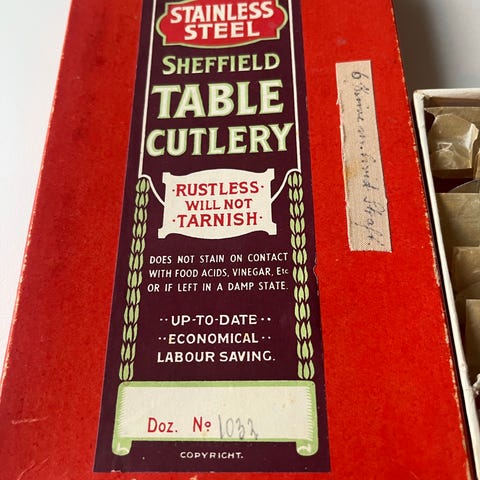 STAINLESS
STEEL
SHEFFIELD
TABLE
CUTLERY
·RUSTLESS·
WILL NOT
·TARNISH·
DOES NOT STAIN ON CONTACT
WITH FOOD ACIDS, VINEGAR, Etc
OR IF LEFT IN A DAMP STATE.
··UP-TO-DATE··
··ECONOMICAL··
LABOUR SAVING.
Doz. No 1032
COPYRIGHT.
6